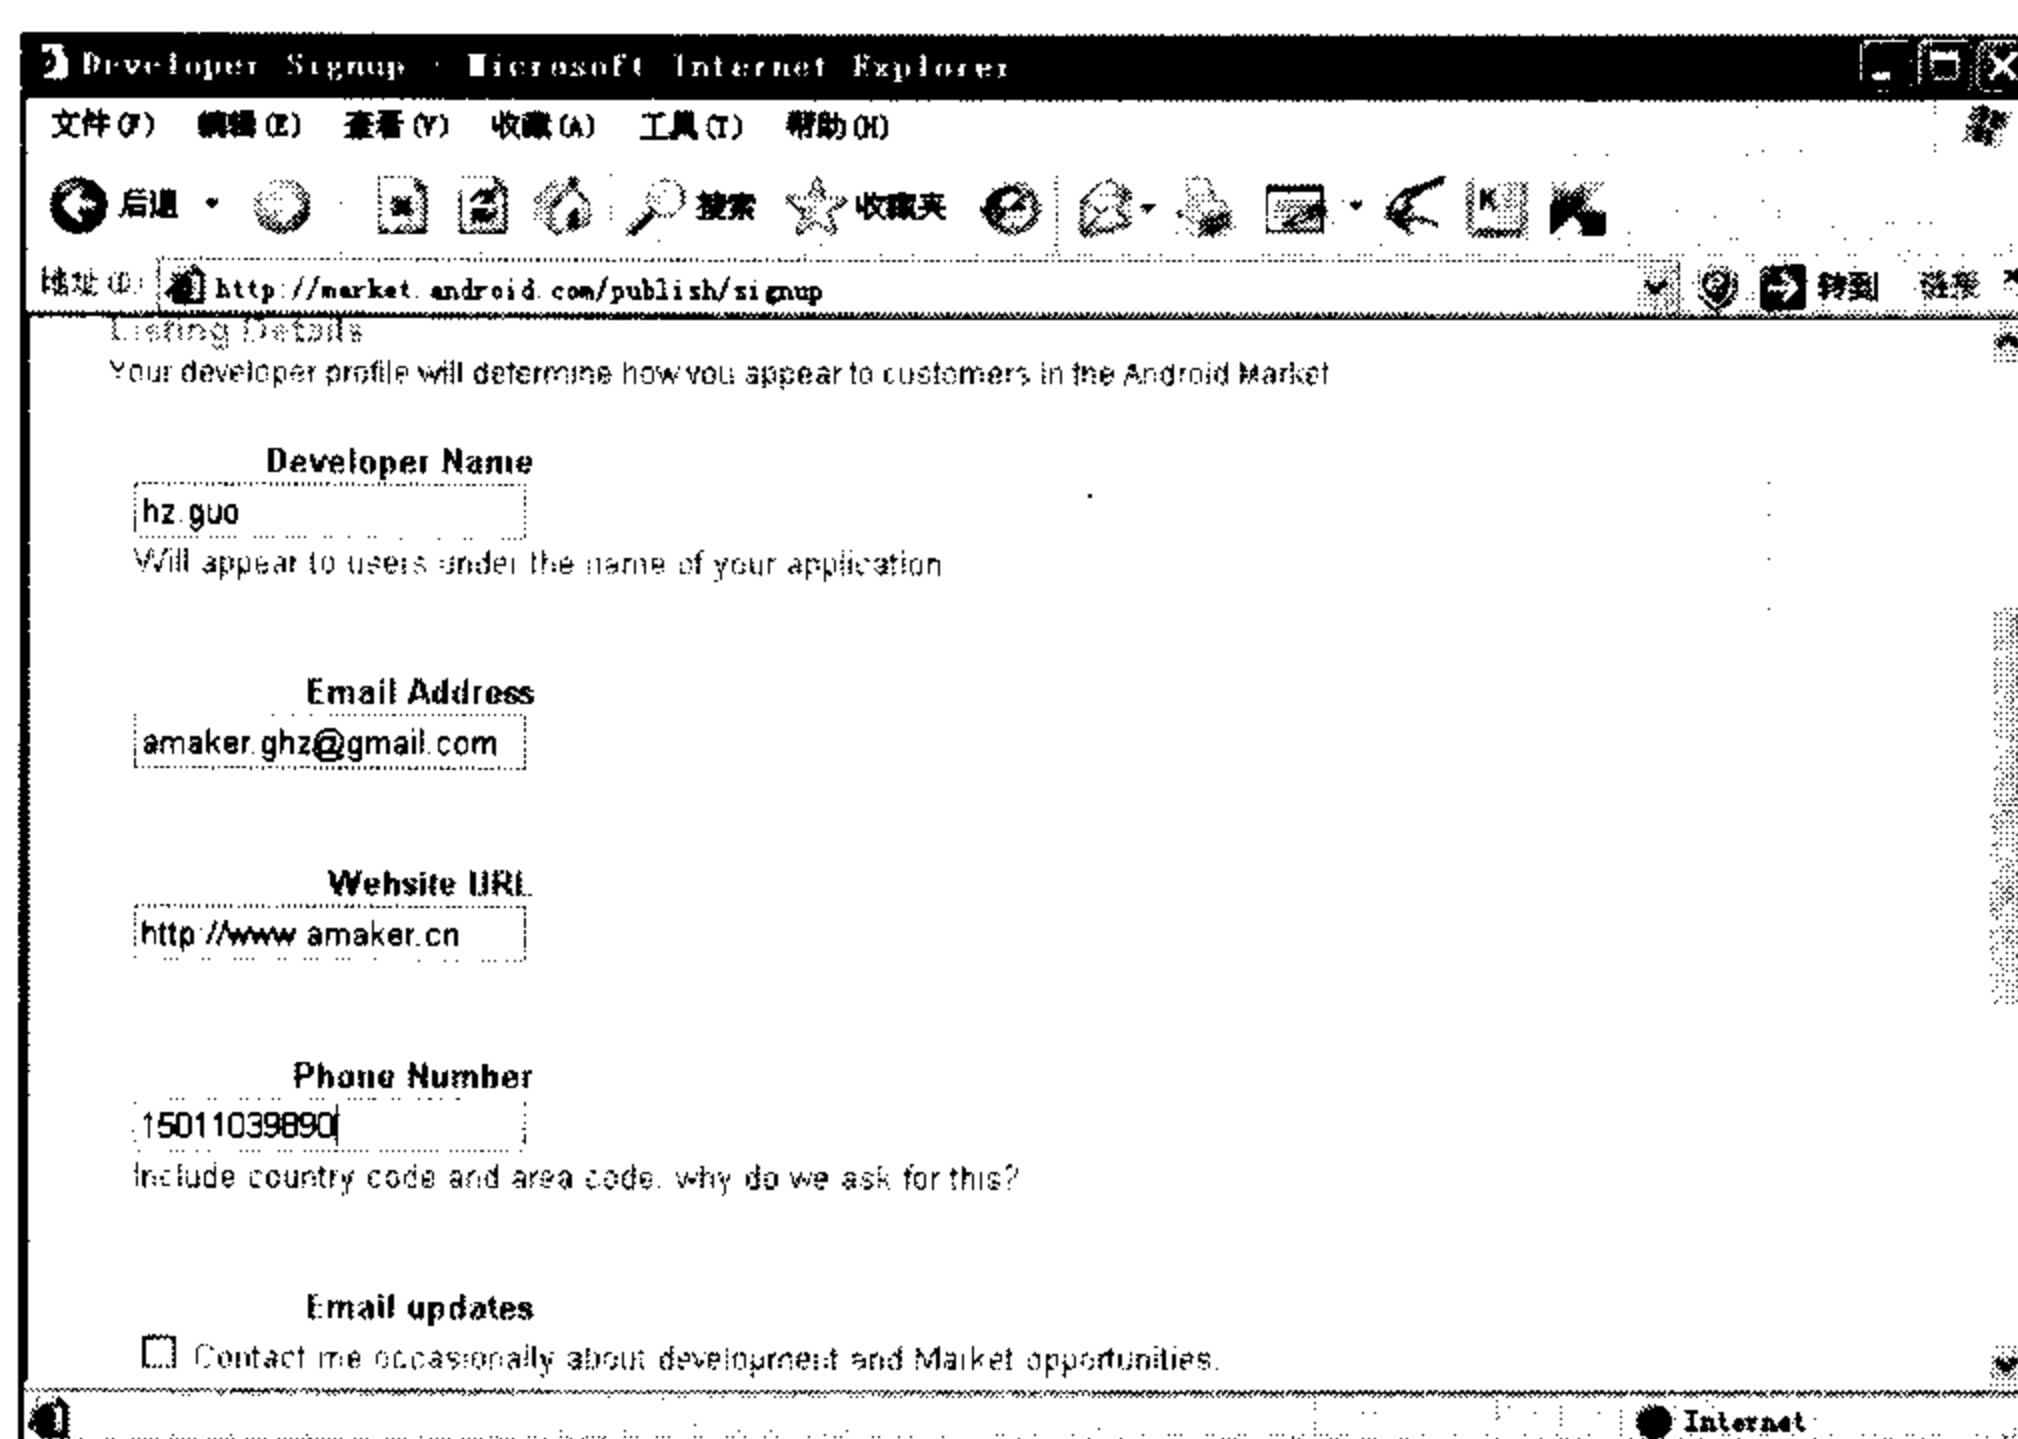 Developer Signup - Microsoft Internet Explorer
文件(F) 编辑(E) 查看(V) 收藏(A) 工具(T) 帮助(H)
后退 搜索 收藏夹
地址(D) http://market.android.com/publish/signup 转到 链接
Listing Details
Your developer profile will determine how you appear to customers in the Android Market
Developer Name
hz.guo
Will appear to users under the name of your application
Email Address
amaker.ghz@gmail.com
Website URL
http://www.amaker.cn
Phone Number
15011039890
Include country code and area code. why do we ask for this?
Email updates
Contact me occasionally about development and Market opportunities.
Internet